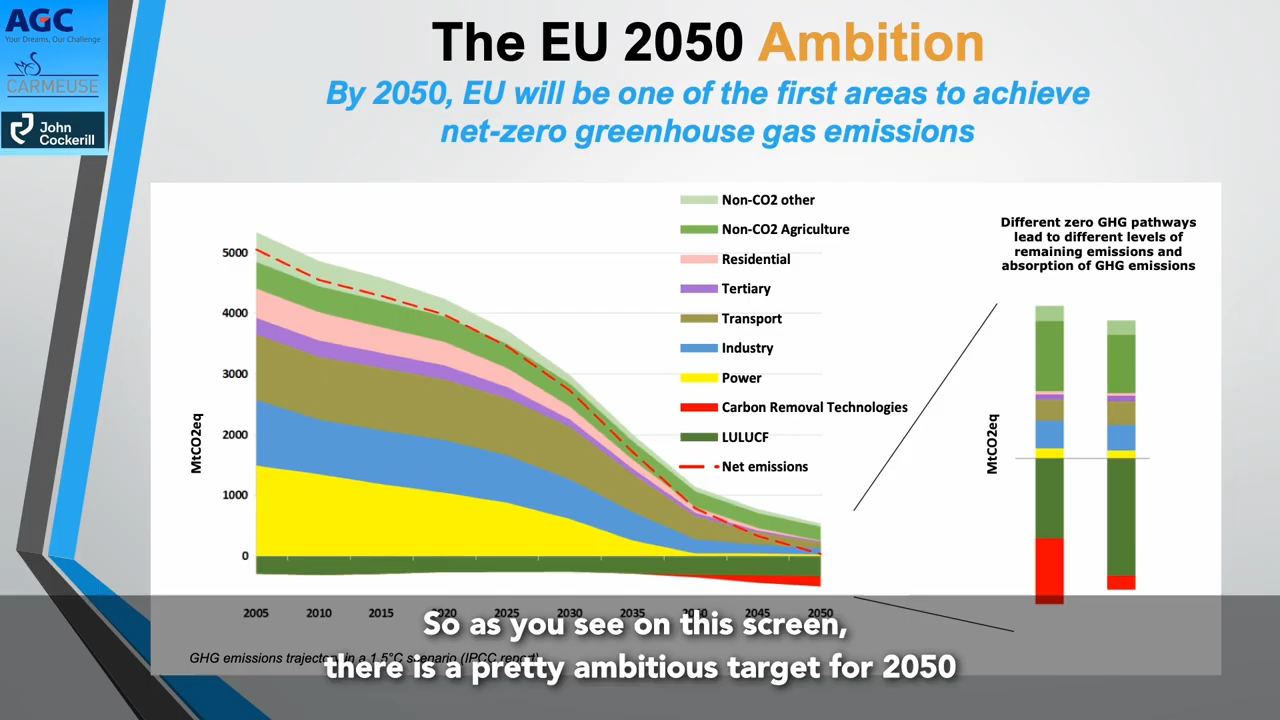 AGC
Your Dreams, Our Challenge
CARMEUSE
John
Cockerill
The EU 2050 Ambition
By 2050, EU will be one of the first areas to achieve
net-zero greenhouse gas emissions
MtCO2eq
5000
4000
3000
2000
1000
0
2005 2010 2015 2020 2025 2030 2035 2045 2050
Non-CO2 other
Non-CO2 Agriculture
Residential
Tertiary
Transport
Industry
Power
Carbon Removal Technologies
LULUCF
Net emissions
Different zero GHG pathways
lead to different levels of
remaining emissions and
absorption of GHG emissions
MtCO2eq
GHG emissions trajectory in a 1.5°C scenario (IPCC report)
So as you see on this screen,
there is a pretty ambitious target for 2050